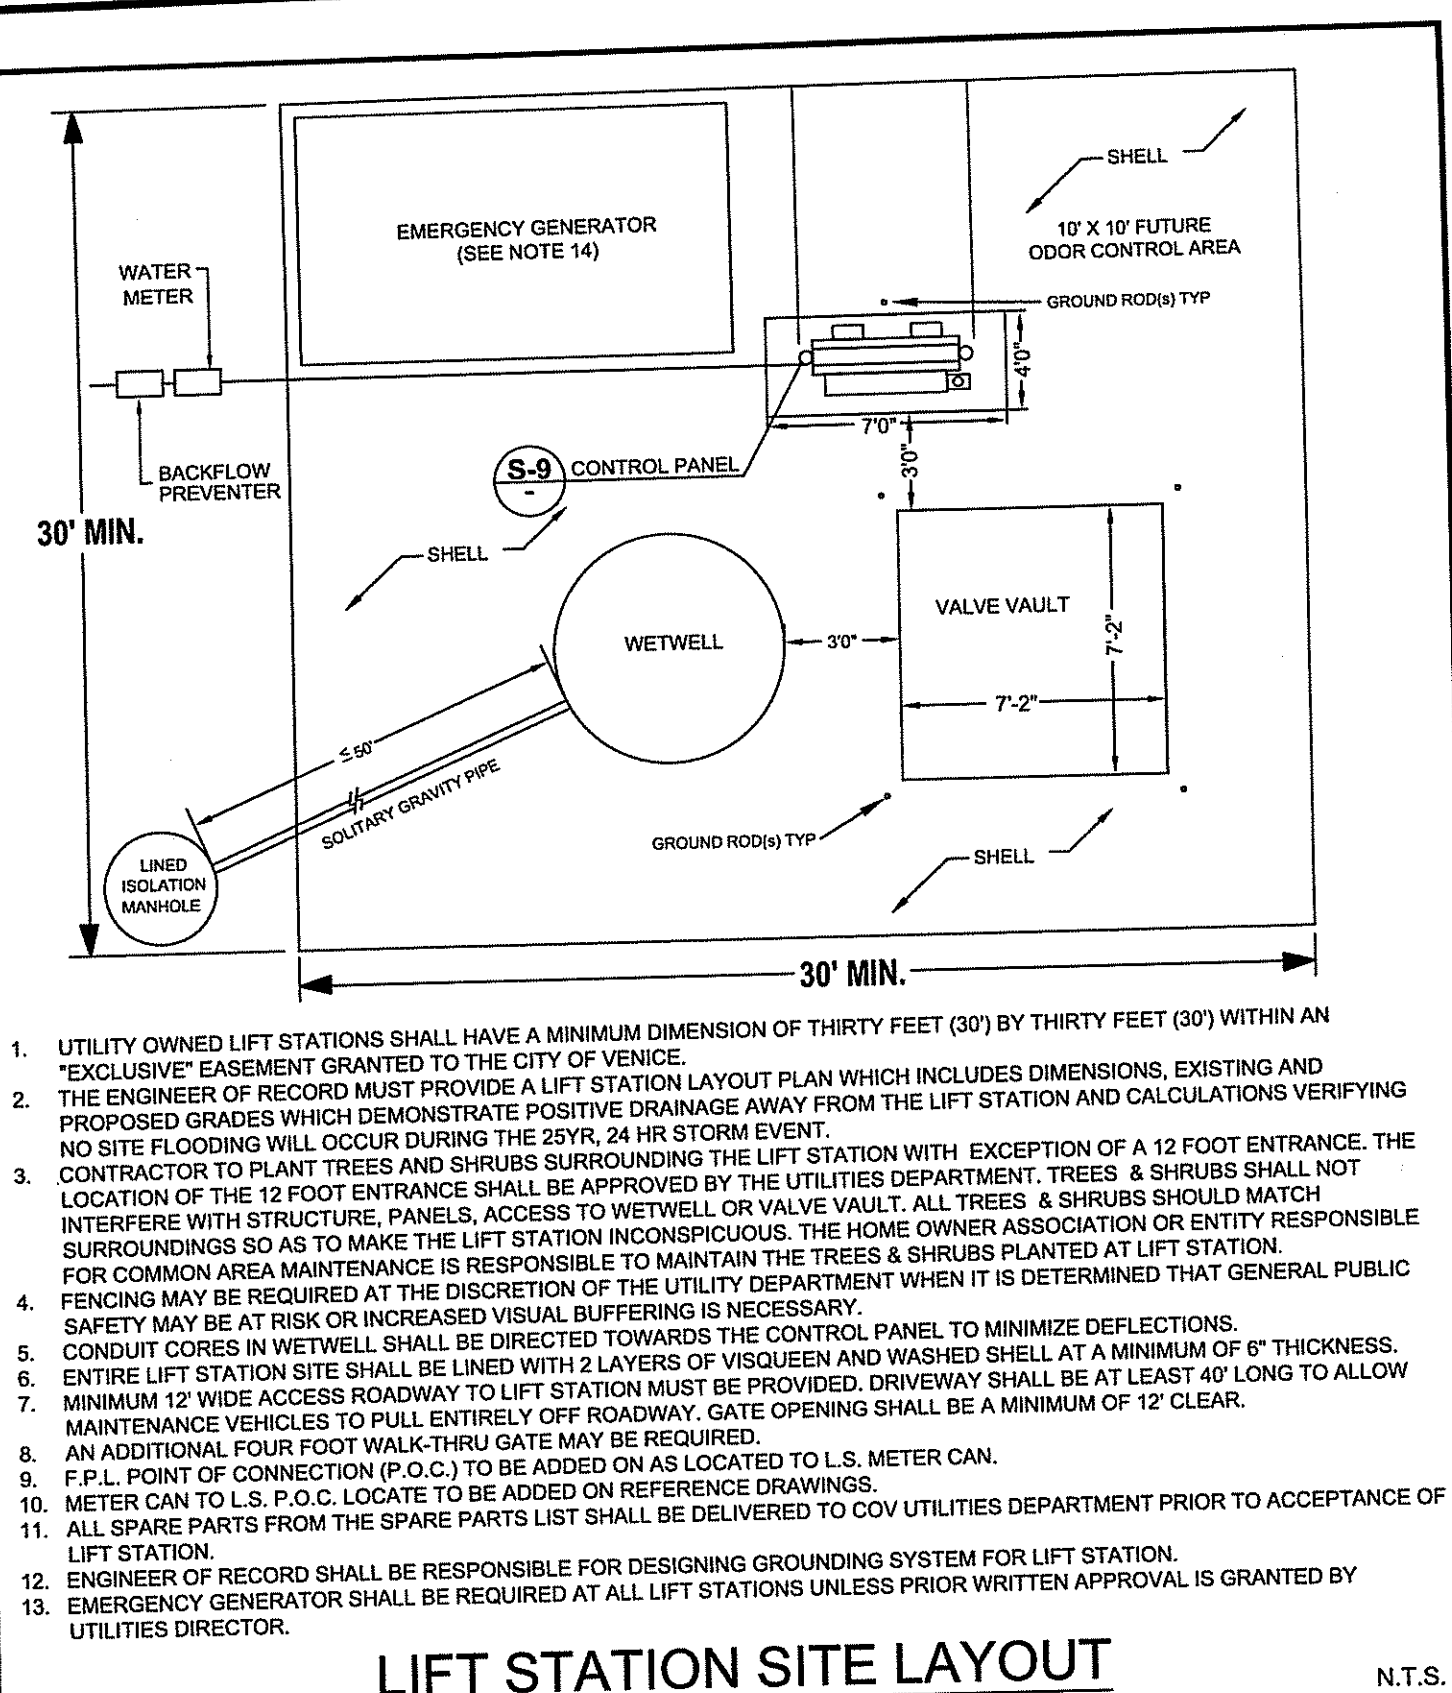 SHELL
EMERGENCY GENERATOR
(SEE NOTE 14)
10' X 10' FUTURE
ODOR CONTROL AREA
WATER
METER
GROUND ROD(s) TYP
4'0"
7'0"
BACKFLOW
PREVENTER
S-9
-
CONTROL PANEL
3'0"
30' MIN.
SHELL
WETWELL
3'0"
VALVE VAULT
7'-2"
7'-2"
≤ 50'
SOLITARY GRAVITY PIPE
GROUND ROD(s) TYP
SHELL
LINED
ISOLATION
MANHOLE
30' MIN.
1. UTILITY OWNED LIFT STATIONS SHALL HAVE A MINIMUM DIMENSION OF THIRTY FEET (30') BY THIRTY FEET (30') WITHIN AN
"EXCLUSIVE" EASEMENT GRANTED TO THE CITY OF VENICE.
2. THE ENGINEER OF RECORD MUST PROVIDE A LIFT STATION LAYOUT PLAN WHICH INCLUDES DIMENSIONS, EXISTING AND
PROPOSED GRADES WHICH DEMONSTRATE POSITIVE DRAINAGE AWAY FROM THE LIFT STATION AND CALCULATIONS VERIFYING
NO SITE FLOODING WILL OCCUR DURING THE 25YR, 24 HR STORM EVENT.
3. CONTRACTOR TO PLANT TREES AND SHRUBS SURROUNDING THE LIFT STATION WITH EXCEPTION OF A 12 FOOT ENTRANCE. THE
LOCATION OF THE 12 FOOT ENTRANCE SHALL BE APPROVED BY THE UTILITIES DEPARTMENT. TREES & SHRUBS SHALL NOT
INTERFERE WITH STRUCTURE, PANELS, ACCESS TO WETWELL OR VALVE VAULT. ALL TREES & SHRUBS SHOULD MATCH
SURROUNDINGS SO AS TO MAKE THE LIFT STATION INCONSPICUOUS. THE HOME OWNER ASSOCIATION OR ENTITY RESPONSIBLE
FOR COMMON AREA MAINTENANCE IS RESPONSIBLE TO MAINTAIN THE TREES & SHRUBS PLANTED AT LIFT STATION.
4. FENCING MAY BE REQUIRED AT THE DISCRETION OF THE UTILITY DEPARTMENT WHEN IT IS DETERMINED THAT GENERAL PUBLIC
SAFETY MAY BE AT RISK OR INCREASED VISUAL BUFFERING IS NECESSARY.
5. CONDUIT CORES IN WETWELL SHALL BE DIRECTED TOWARDS THE CONTROL PANEL TO MINIMIZE DEFLECTIONS.
6. ENTIRE LIFT STATION SITE SHALL BE LINED WITH 2 LAYERS OF VISQUEEN AND WASHED SHELL AT A MINIMUM OF 6" THICKNESS.
7. MINIMUM 12' WIDE ACCESS ROADWAY TO LIFT STATION MUST BE PROVIDED. DRIVEWAY SHALL BE AT LEAST 40' LONG TO ALLOW
MAINTENANCE VEHICLES TO PULL ENTIRELY OFF ROADWAY. GATE OPENING SHALL BE A MINIMUM OF 12' CLEAR.
8. AN ADDITIONAL FOUR FOOT WALK-THRU GATE MAY BE REQUIRED.
9. F.P.L. POINT OF CONNECTION (P.O.C.) TO BE ADDED ON AS LOCATED TO L.S. METER CAN.
10. METER CAN TO L.S. P.O.C. LOCATE TO BE ADDED ON REFERENCE DRAWINGS.
11. ALL SPARE PARTS FROM THE SPARE PARTS LIST SHALL BE DELIVERED TO COV UTILITIES DEPARTMENT PRIOR TO ACCEPTANCE OF
LIFT STATION.
12. ENGINEER OF RECORD SHALL BE RESPONSIBLE FOR DESIGNING GROUNDING SYSTEM FOR LIFT STATION.
13. EMERGENCY GENERATOR SHALL BE REQUIRED AT ALL LIFT STATIONS UNLESS PRIOR WRITTEN APPROVAL IS GRANTED BY
UTILITIES DIRECTOR.
LIFT STATION SITE LAYOUT
N.T.S.